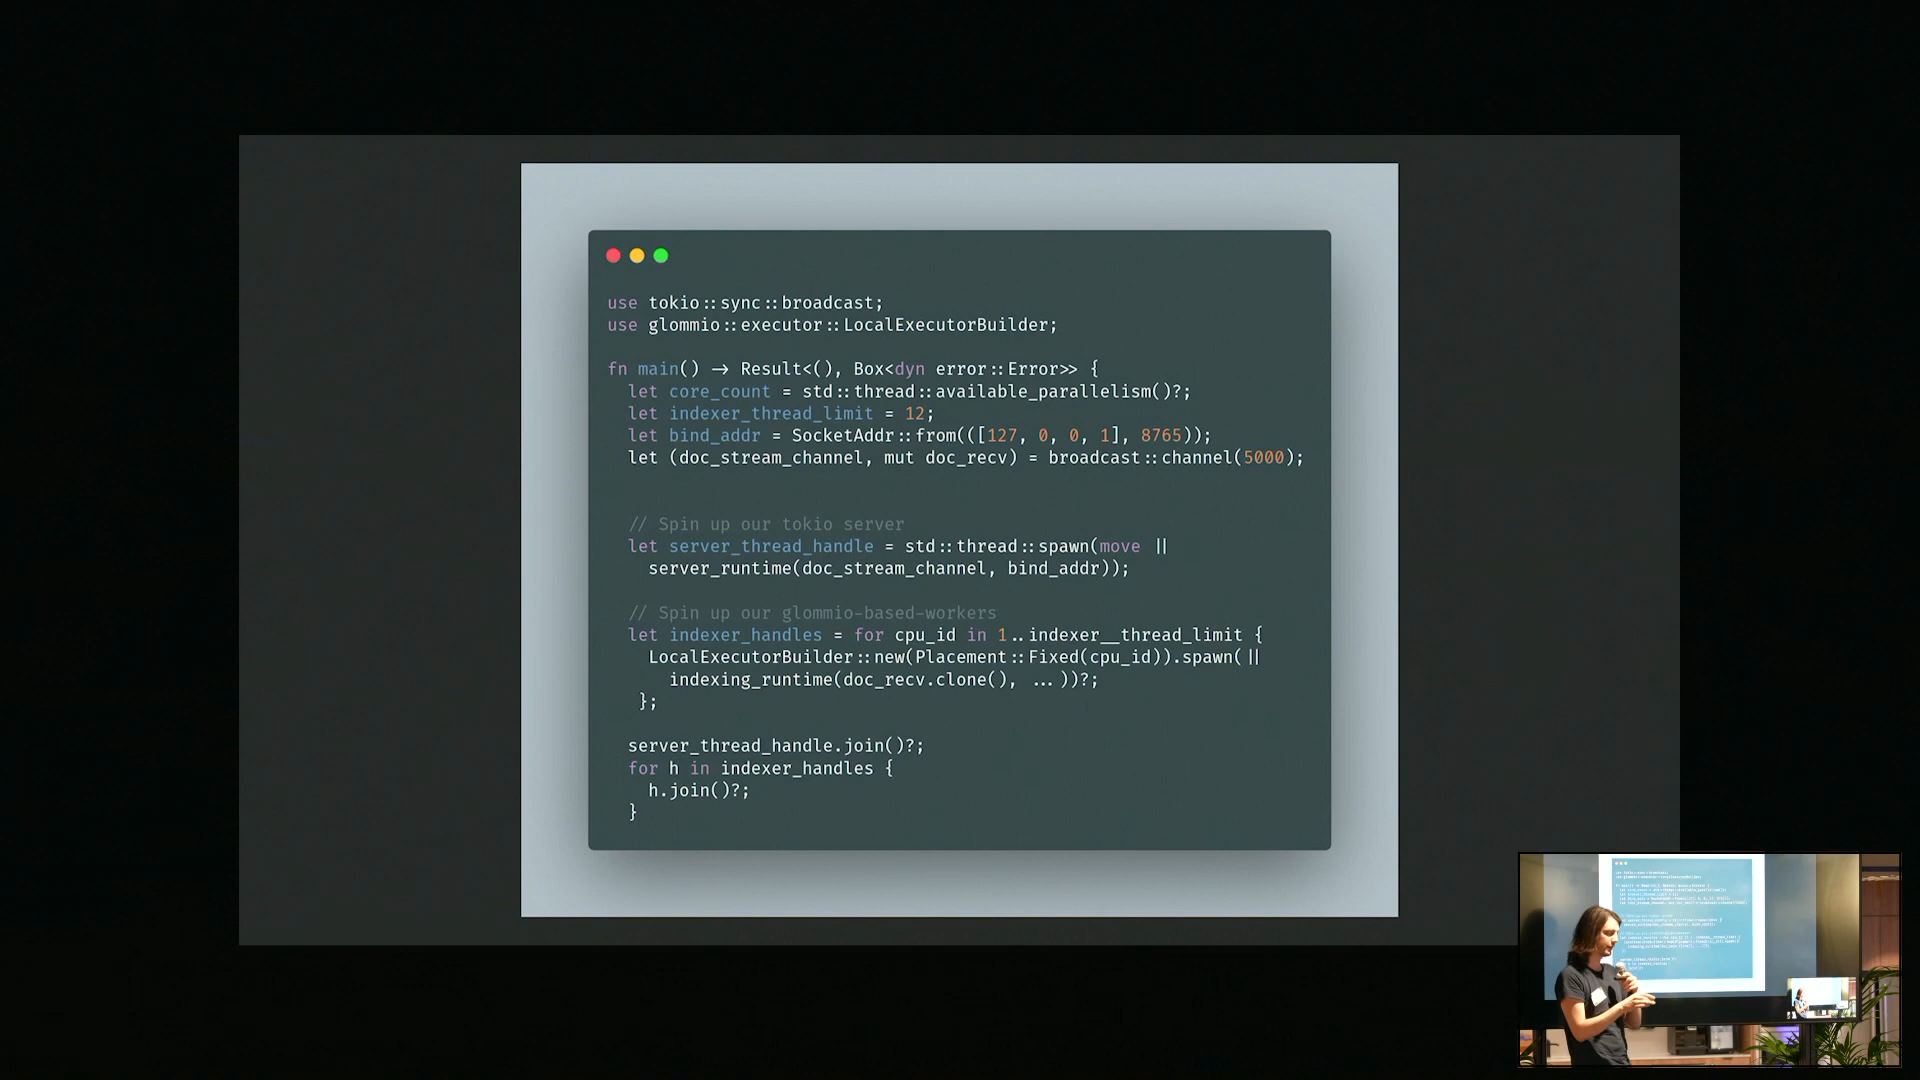 use tokio::sync::broadcast;
use glommio::executor::LocalExecutorBuilder;
fn main() -> Result<(), Box<dyn error::Error>> {
let core_count = std::thread::available_parallelism()?;
let indexer_thread_limit = 12;
let bind_addr = SocketAddr::from(([127, 0, 0, 1], 8765));
let (doc_stream_channel, mut doc_recv) = broadcast::channel(5000);
// Spin up our tokio server
let server_thread_handle = std::thread::spawn(move ||
server_runtime(doc_stream_channel, bind_addr));
// Spin up our glommio-based-workers
let indexer_handles = for cpu_id in 1..indexer__thread_limit {
LocalExecutorBuilder::new(Placement::Fixed(cpu_id)).spawn(||
indexing_runtime(doc_recv.clone(), ...))?;
};
server_thread_handle.join()?;
for h in indexer_handles {
h.join()?;
}